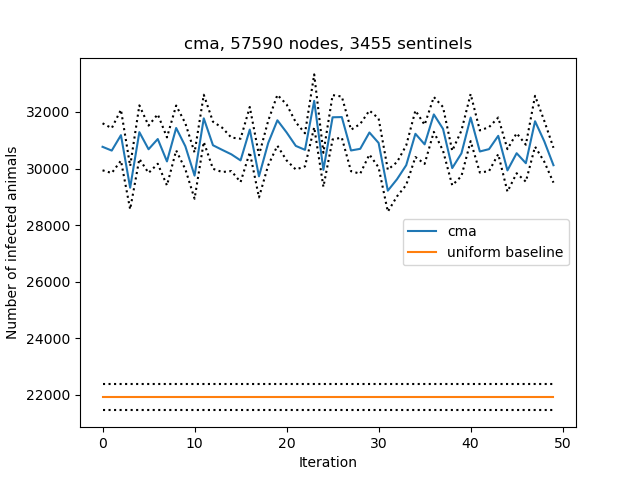 cma, 57590 nodes, 3455 sentinels
Number of infected animals
32000
30000
28000
26000
24000
22000
cma
uniform baseline
0 10 20 30 40 50
Iteration